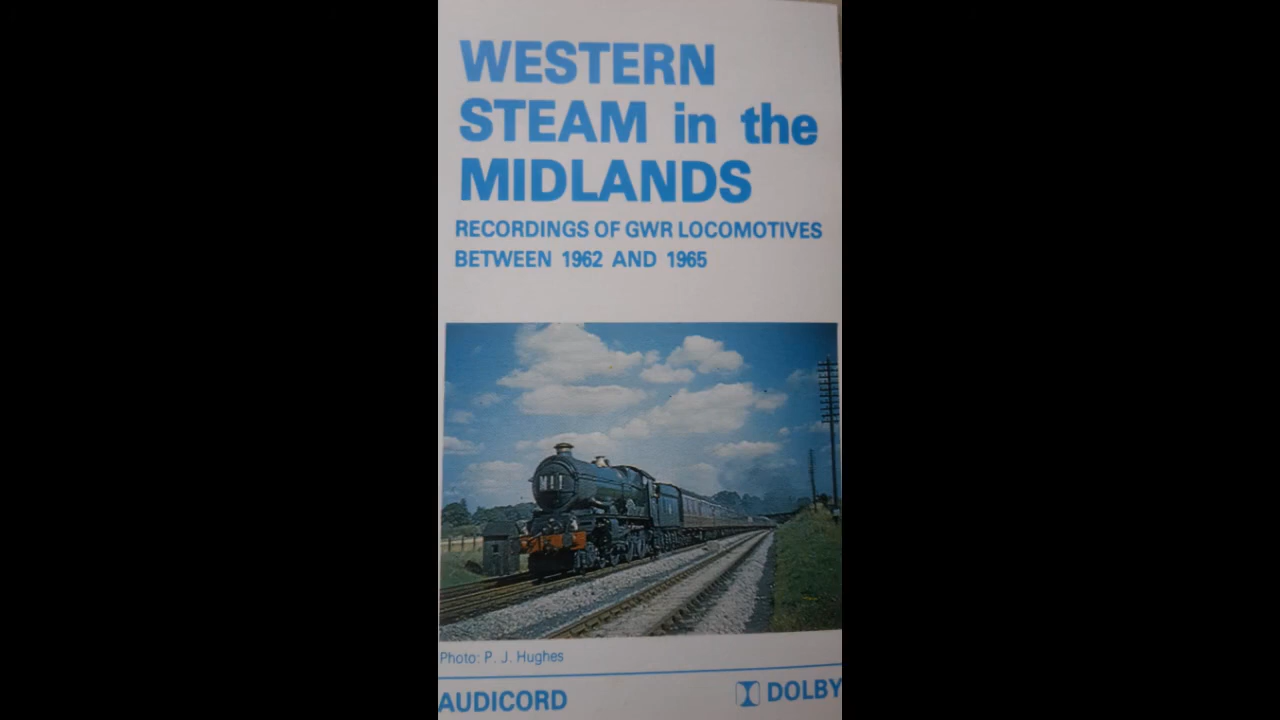 WESTERN
STEAM in the
MIDLANDS
RECORDINGS OF GWR LOCOMOTIVES
BETWEEN 1962 AND 1965
Photo: P. J. Hughes
AUDICORD
DOLBY